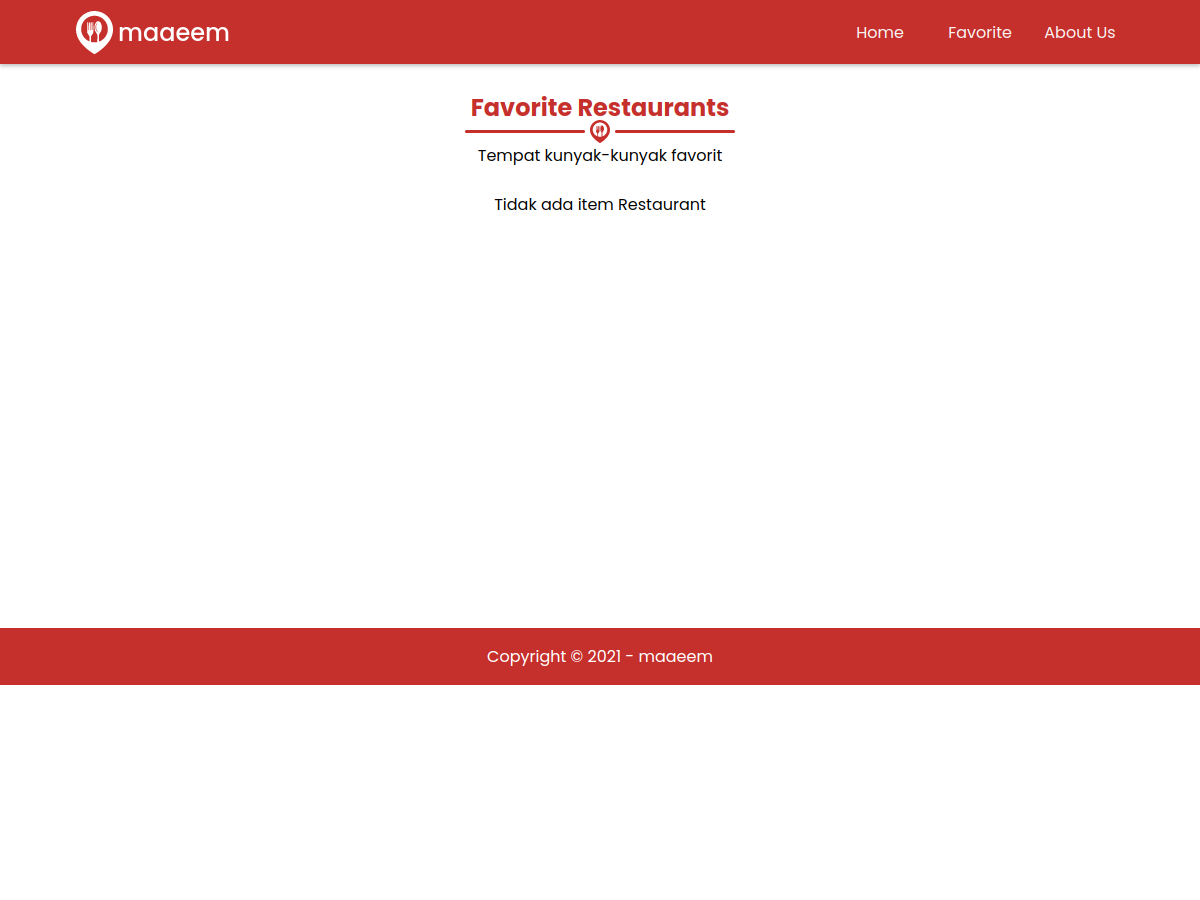 maaeem
Home Favorite About Us
Favorite Restaurants
Tempat kunyak-kunyak favorit
Tidak ada item Restaurant
Copyright © 2021 - maaeem